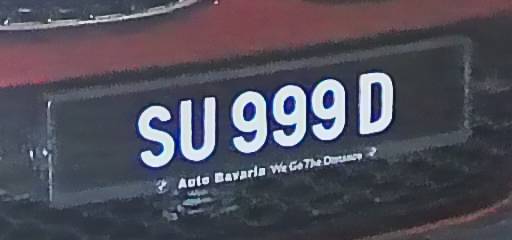 SU 999 D
Auto Bavaria We Go The Distance